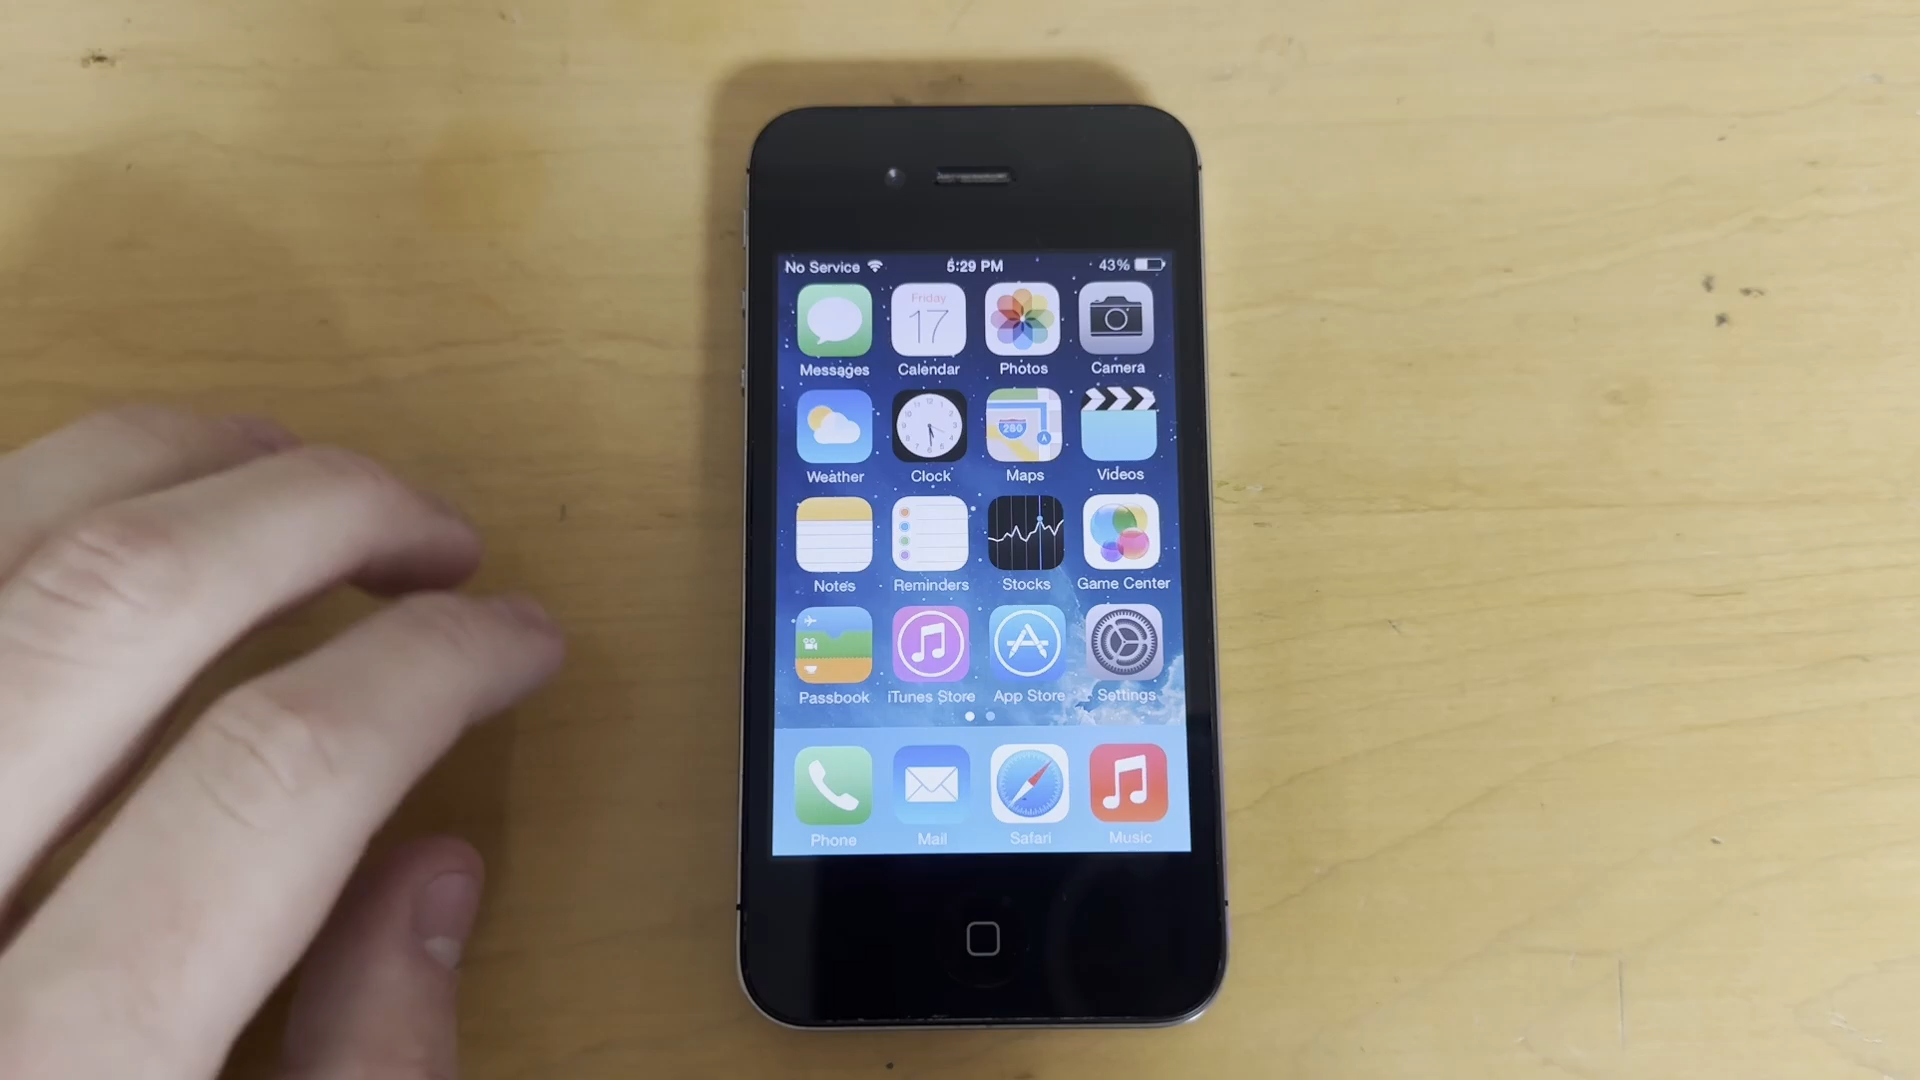 No Service 5:29 PM 43%
Friday
17
Messages Calendar Photos Camera
280
Weather Clock Maps Videos
Notes Reminders Stocks Game Center
Passbook iTunes Store App Store Settings
Phone Mail Safari Music